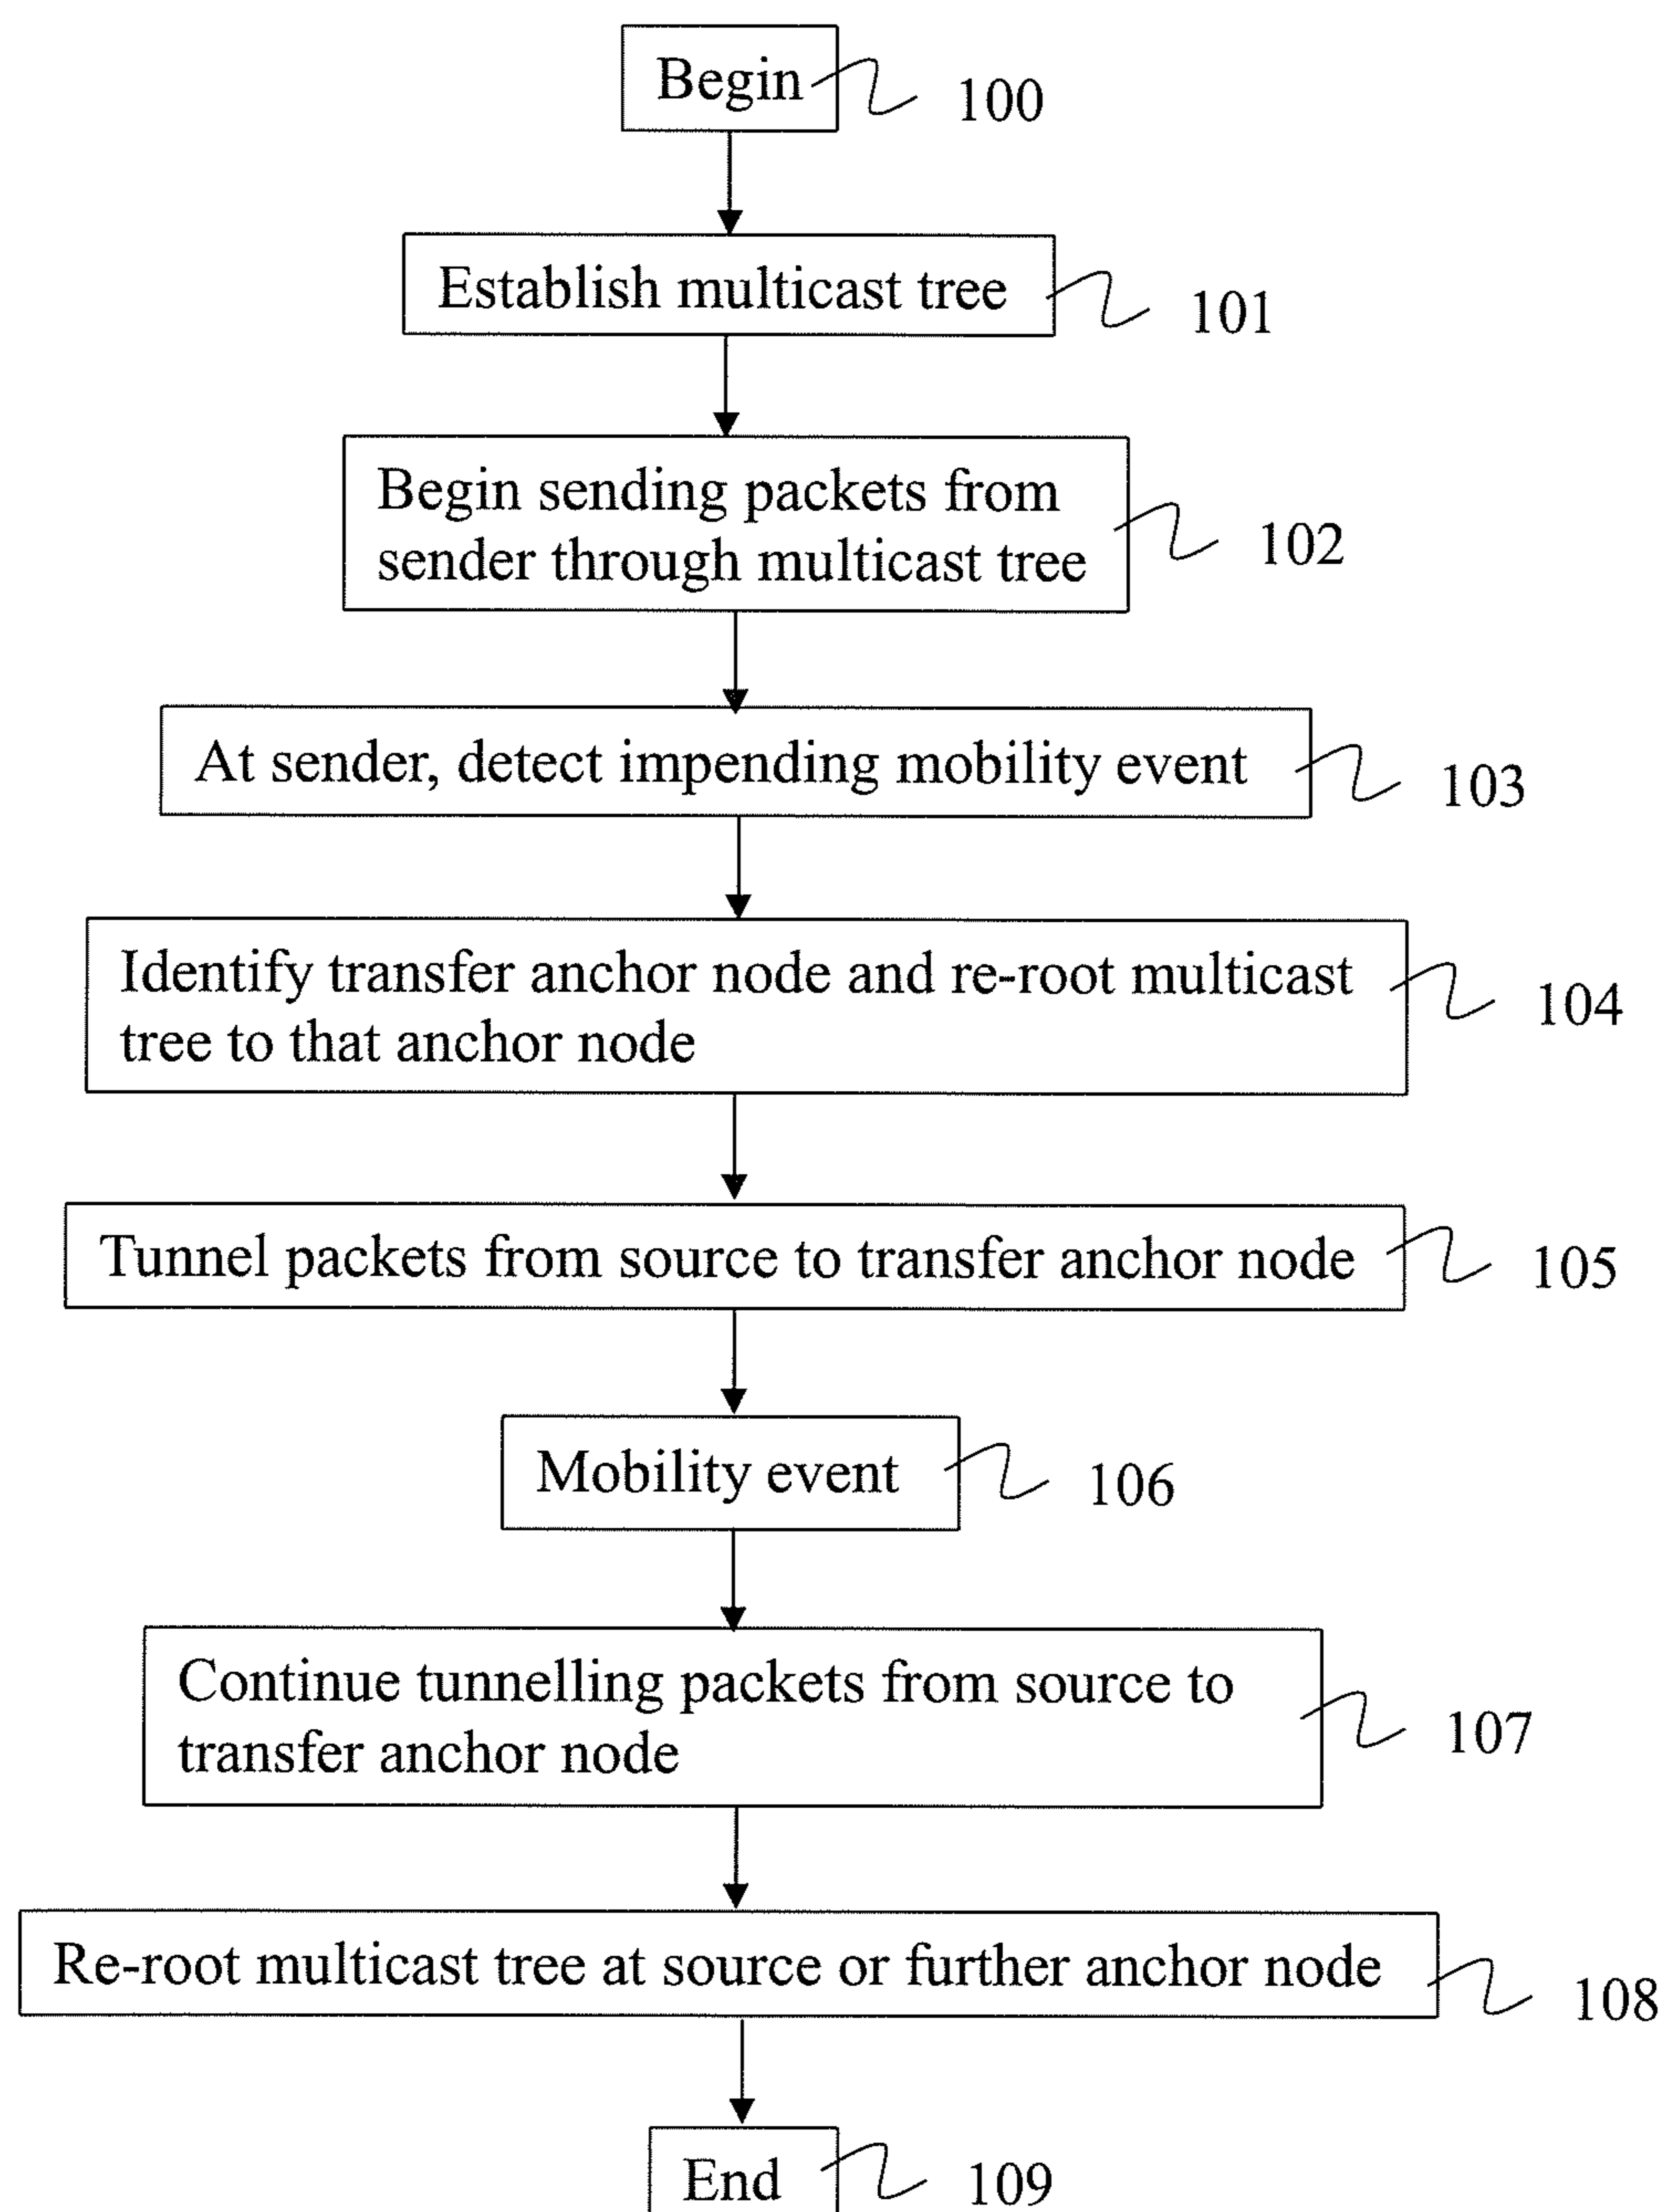 Begin
100
Establish multicast tree
101
Begin sending packets from
sender through multicast tree
102
At sender, detect impending mobility event
103
Identify transfer anchor node and re-root multicast
tree to that anchor node
104
Tunnel packets from source to transfer anchor node
105
Mobility event
106
Continue tunnelling packets from source to
transfer anchor node
107
Re-root multicast tree at source or further anchor node
108
End
109